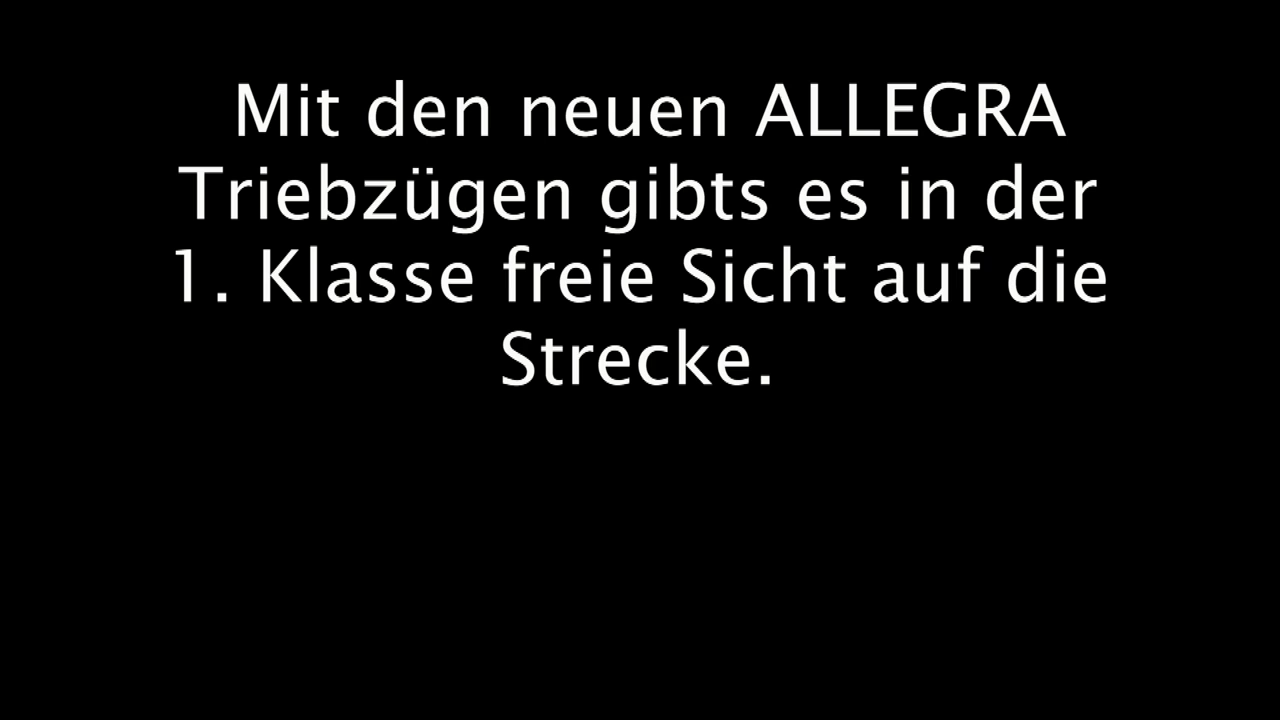 Mit den neuen ALLEGRA
Triebzügen gibts es in der
1. Klasse freie Sicht auf die
Strecke.